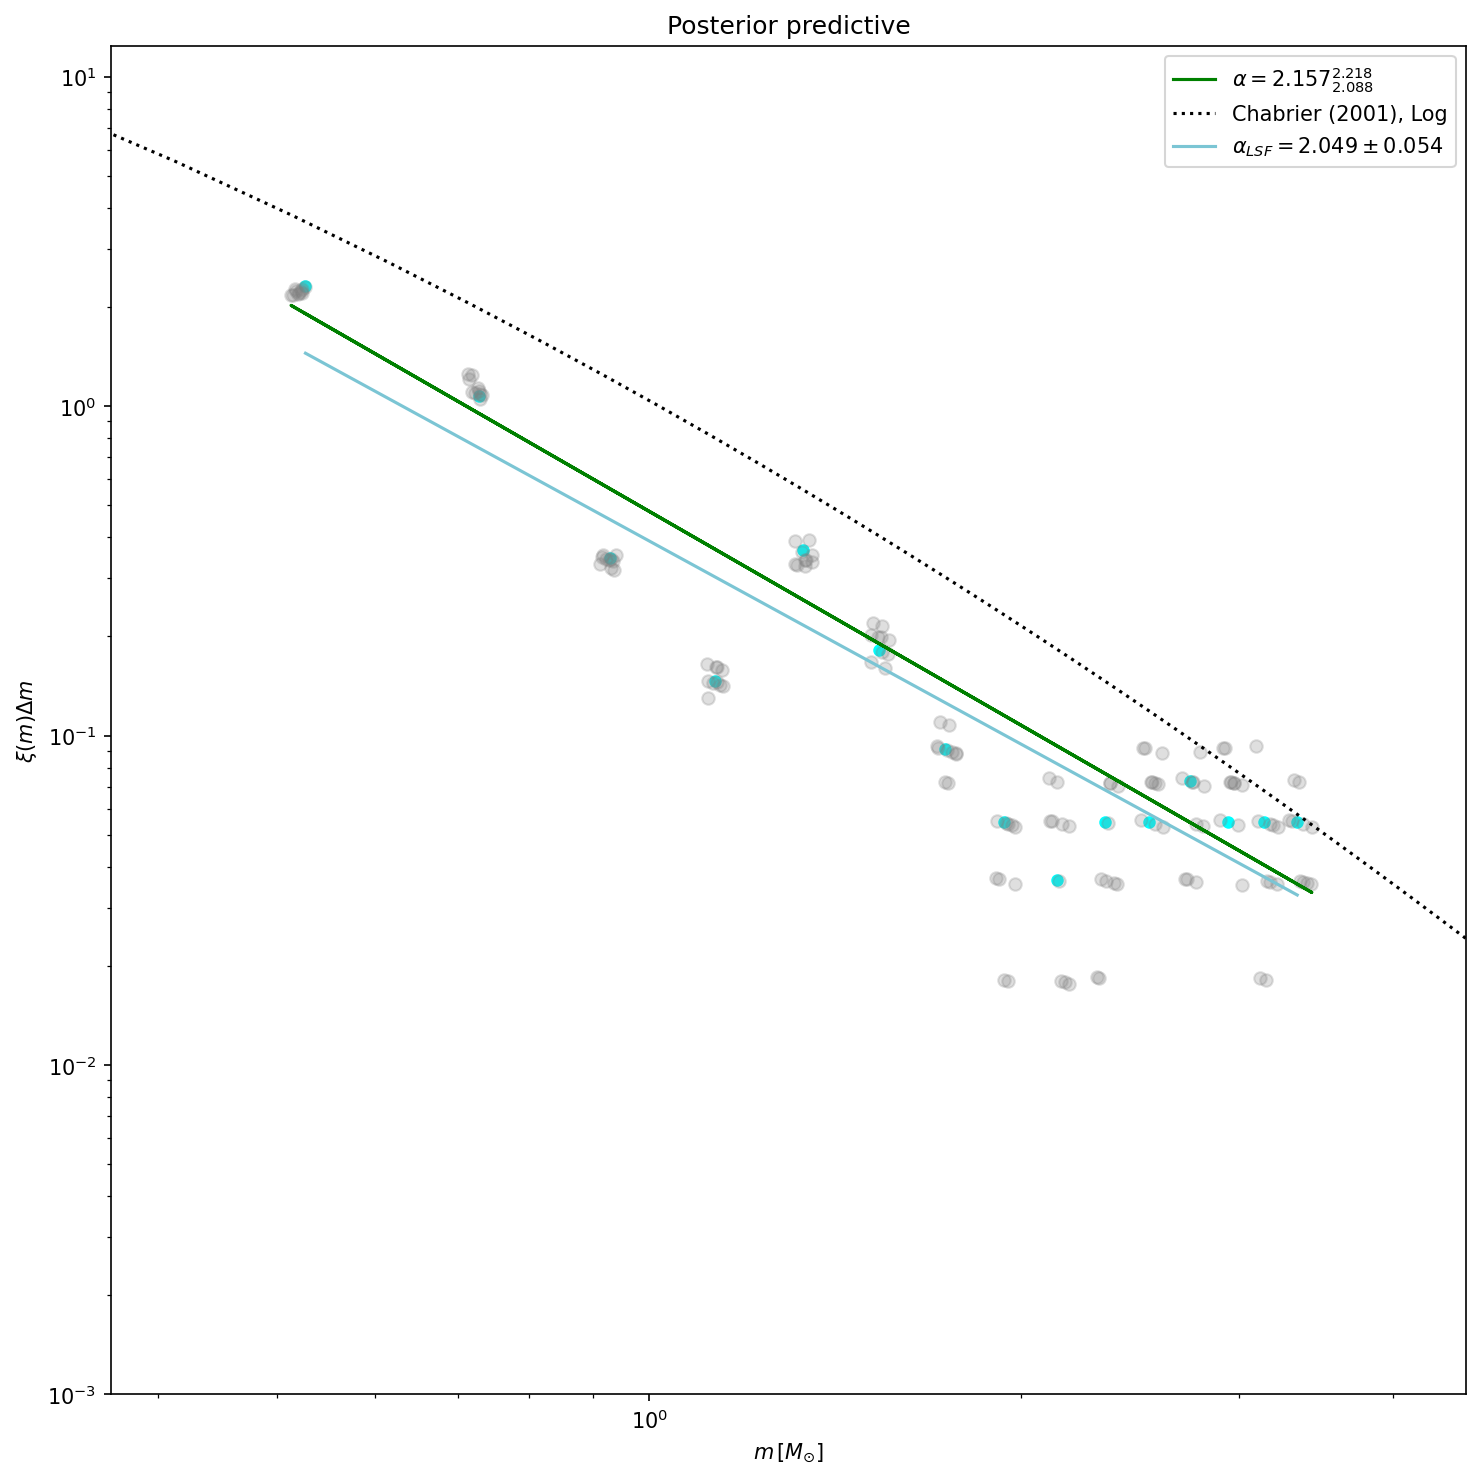 Posterior predictive
α = 2.157^{2.218}_{2.088}
Chabrier (2001), Log
α_{LSF} = 2.049 ± 0.054
ξ(m)Δm
10^1
10^0
10^{−1}
10^{−2}
10^{−3}
10^0
m [M_⊙]